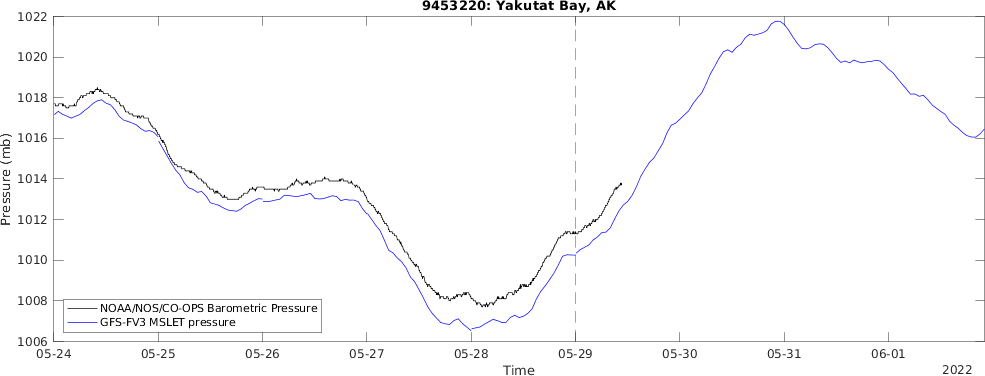 9453220: Yakutat Bay, AK
Pressure (mb)
1022
1020
1018
1016
1014
1012
1010
1008
1006
NOAA/NOS/CO-OPS Barometric Pressure
GFS-FV3 MSLET pressure
05-24 05-25 05-26 05-27 05-28 05-29 05-30 05-31 06-01
Time
2022